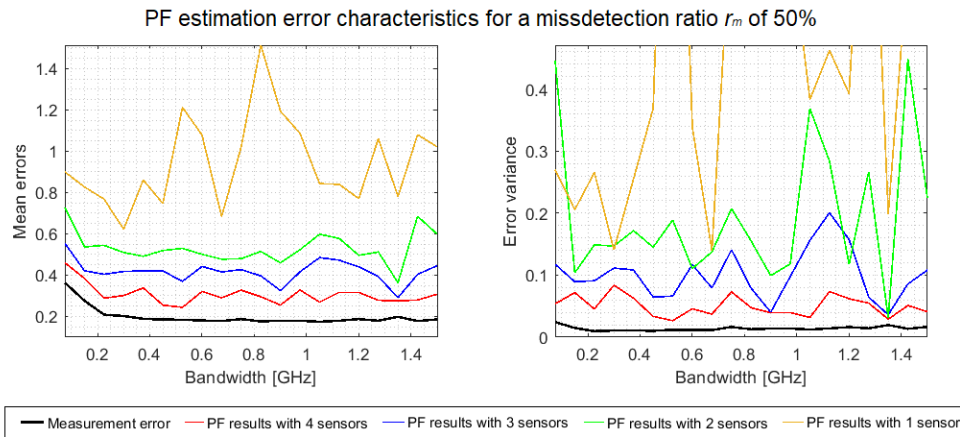 PF estimation error characteristics for a missdetection ratio rₘ of 50%
Mean errors
1.4
1.2
1
0.8
0.6
0.4
0.2
0.2 0.4 0.6 0.8 1 1.2 1.4
Bandwidth [GHz]
Error variance
0.4
0.3
0.2
0.1
0
0.2 0.4 0.6 0.8 1 1.2 1.4
Bandwidth [GHz]
Measurement error PF results with 4 sensors PF results with 3 sensors PF results with 2 sensors PF results with 1 sensor